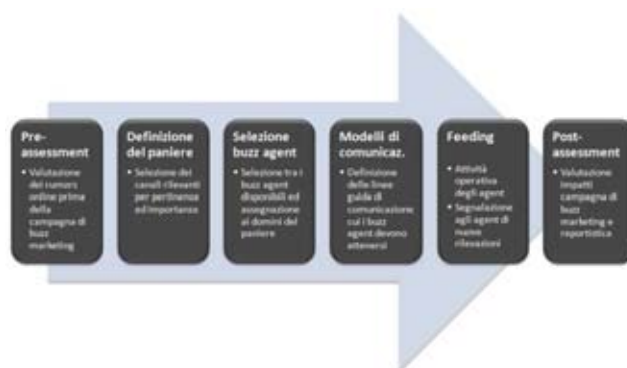 Pre-
assessment
• Valutazione
dei rumors
online prima
della
campagna di
buzz
marketing
Definizione
del paniere
• Selezione dei
canali rilevanti
per pertinenza
ed importanza
Selezione
buzz agent
• Selezione tra i
buzz agent
disponibili ed
assegnazione
ai domini del
paniere
Modelli di
comunicaz.
• Definizione
delle linee
guida di
comunicazione
cui i buzz
agent devono
attenersi
Feeding
• Attività
operativa
degli agent
• Segnalazione
agli agent di
nuove
rilevazioni
Post-
assessment
• Valutazione
impatti
campagna di
buzz
marketing e
reportistica